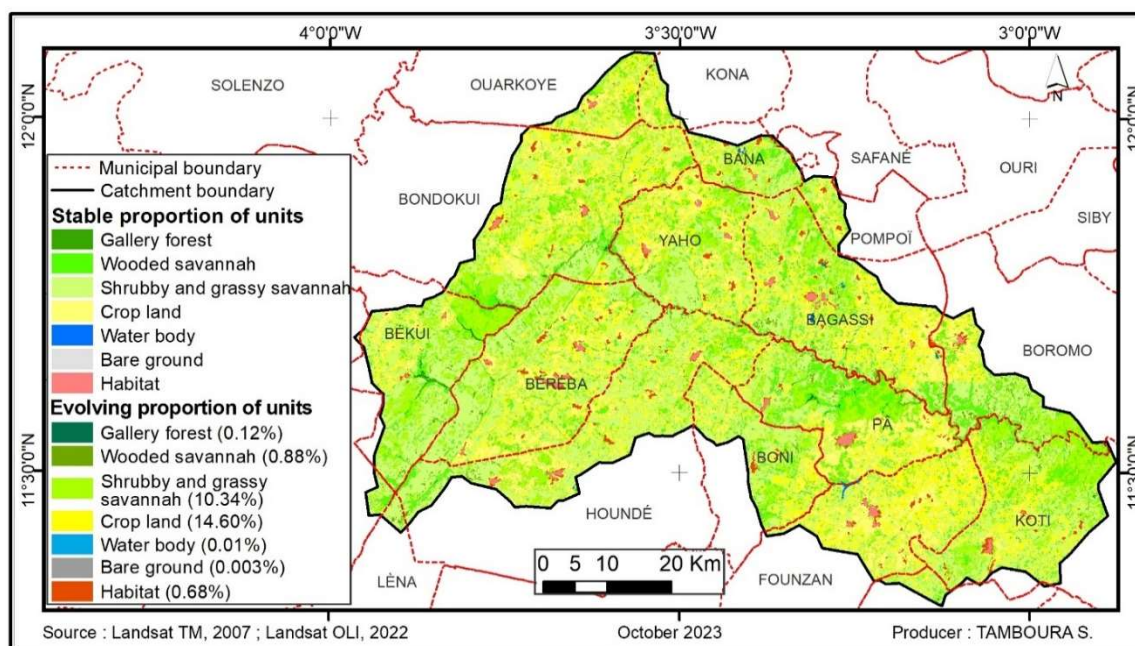 4°0'0"W 3°30'0"W 3°0'0"W
12°0'0"N
11°30'0"N
12°0'0"N
11°30'0"N
N
SOLENZO
OUARKOYE
KONA
BONDOKUI
BANA
SAFANÉ
OURI
SIBY
YAHO
POMPOÏ
BAGASSI
BÈKUI
BÉRÉBA
BOROMO
PÂ
BONI
KOTI
HOUNDÉ
FOUNZAN
LÈNA
Municipal boundary
Catchment boundary
Stable proportion of units
Gallery forest
Wooded savannah
Shrubby and grassy savannah
Crop land
Water body
Bare ground
Habitat
Evolving proportion of units
Gallery forest (0.12%)
Wooded savannah (0.88%)
Shrubby and grassy
savannah (10.34%)
Crop land (14.60%)
Water body (0.01%)
Bare ground (0.003%)
Habitat (0.68%)
0 5 10 20 Km
Source : Landsat TM, 2007 ; Landsat OLI, 2022 October 2023 Producer : TAMBOURA S.